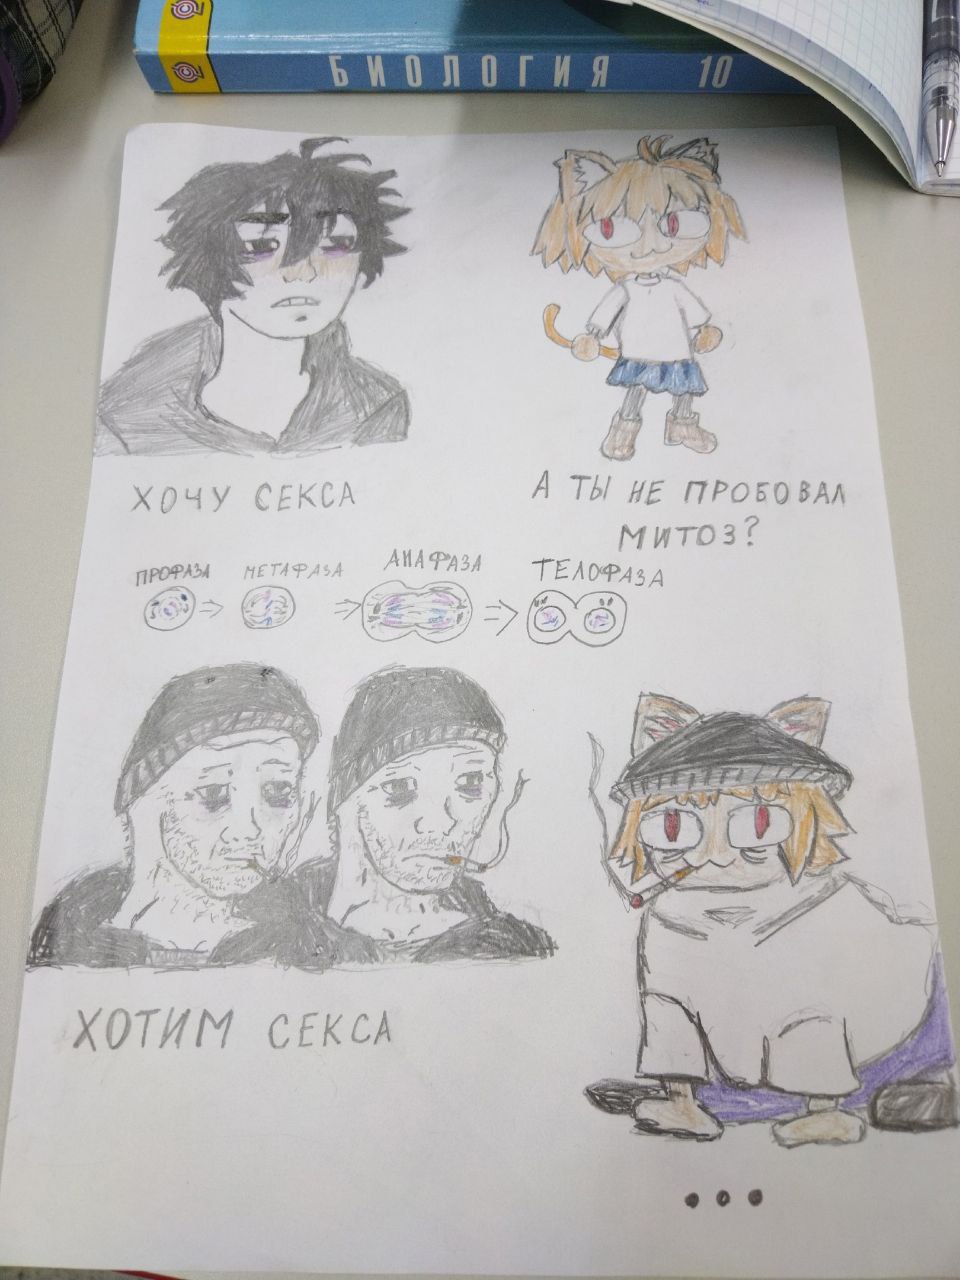 БИОЛОГИЯ 10
ХОЧУ СЕКСА
А ТЫ НЕ ПРОБОВАЛ
МИТОЗ?
ПРОФАЗА
МЕТАФАЗА
АНАФАЗА
ТЕЛОФАЗА
ХОТИМ СЕКСА
...